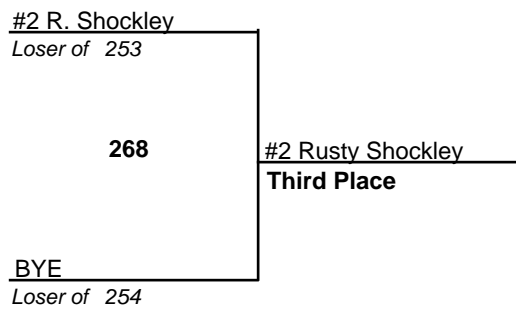 #2 R. Shockley
Loser of 253
268
#2 Rusty Shockley
Third Place
BYE
Loser of 254